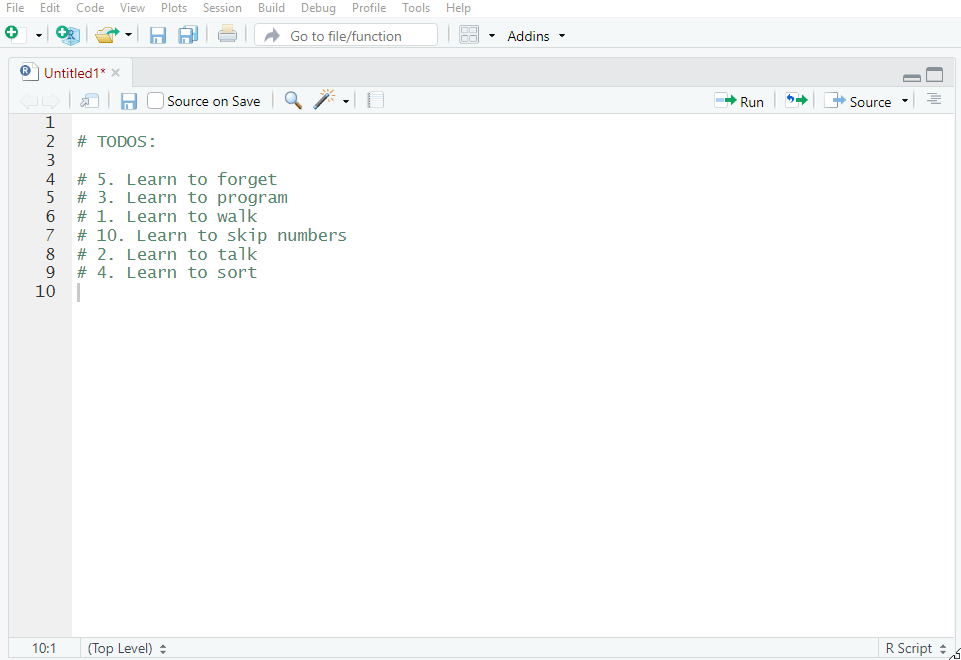 File Edit Code View Plots Session Build Debug Profile Tools Help
Go to file/function Addins
Untitled1*
Source on Save Run Source
1
2 # TODOS:
3
4 # 5. Learn to forget
5 # 3. Learn to program
6 # 1. Learn to walk
7 # 10. Learn to skip numbers
8 # 2. Learn to talk
9 # 4. Learn to sort
10
10:1 (Top Level) R Script